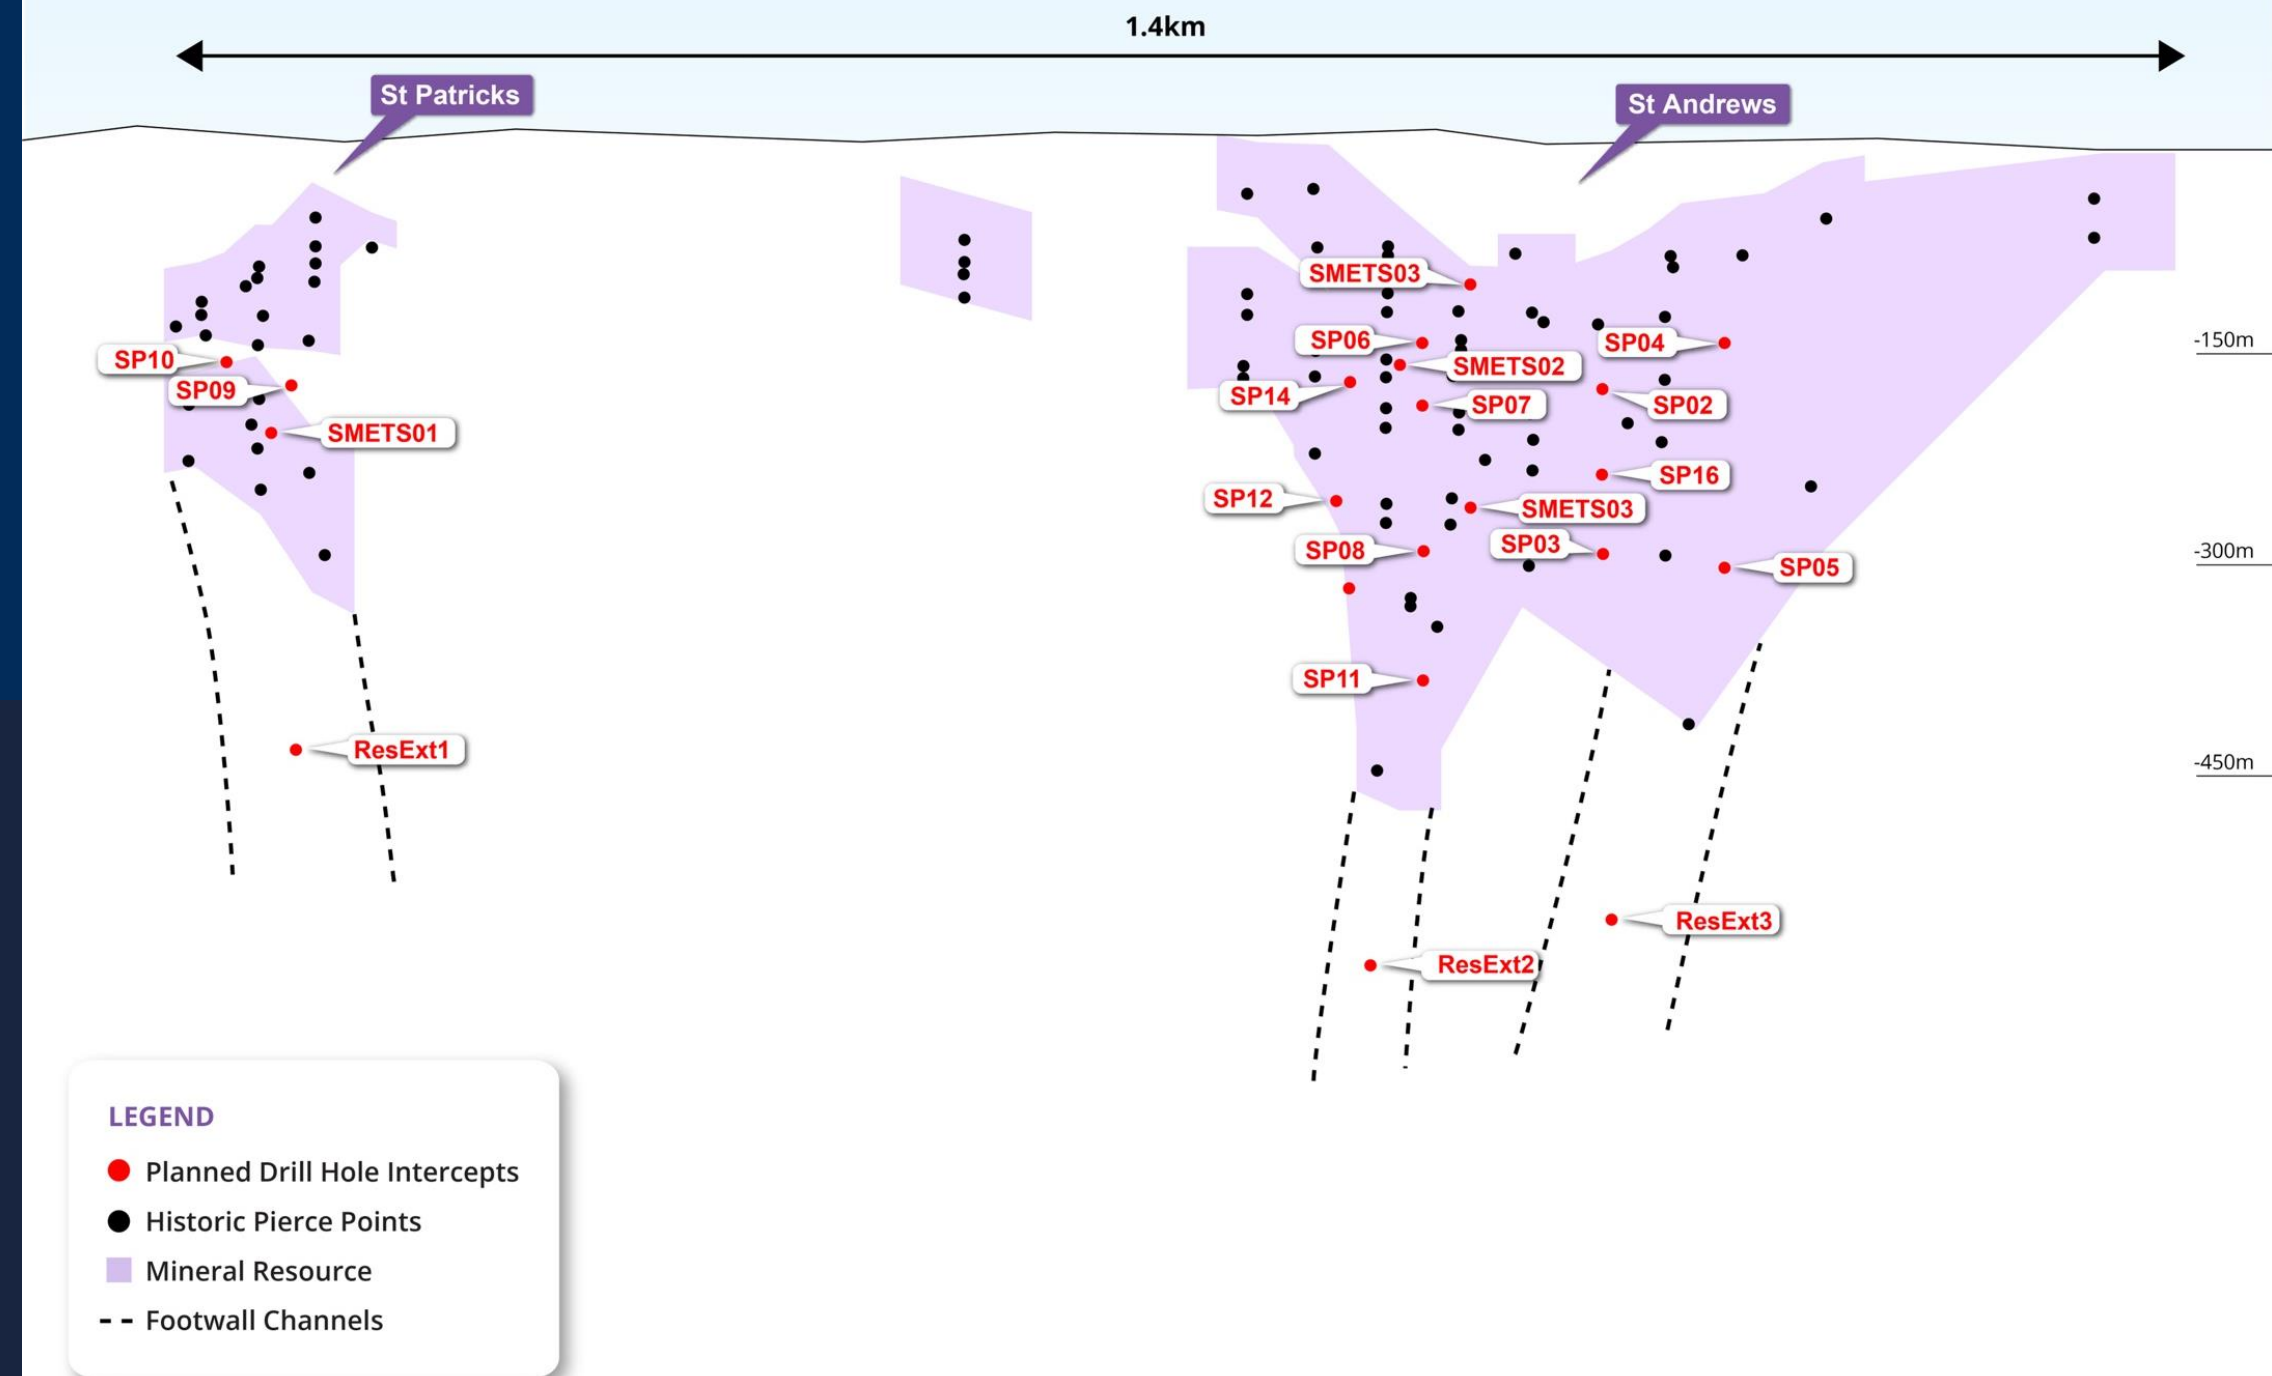 1.4km
St Patricks
St Andrews
SMETS03
SP06
SP04
-150m
SP10
SMETS02
SP09
SP14
SP07
SP02
SMETS01
SP16
SP12
SMETS03
SP03
SP08
-300m
SP05
SP11
ResExt1
-450m
ResExt3
ResExt2
LEGEND
Planned Drill Hole Intercepts
Historic Pierce Points
Mineral Resource
Footwall Channels